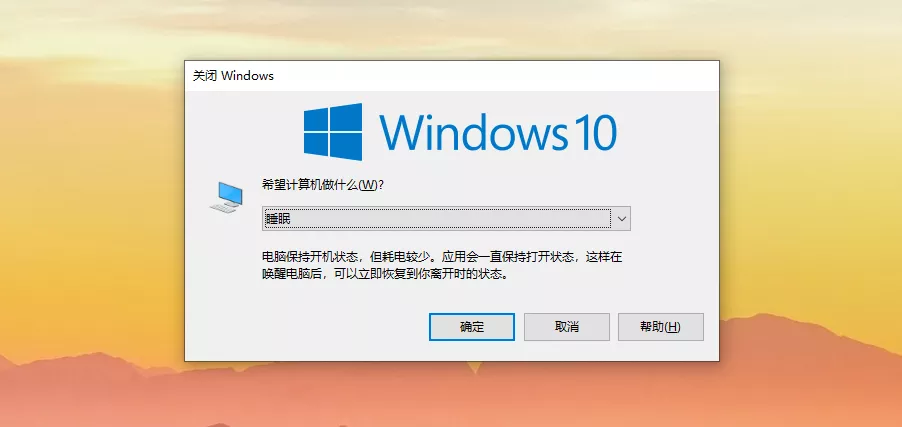 关闭 Windows
Windows 10
希望计算机做什么(W)?
睡眠
电脑保持开机状态，但耗电较少。应用会一直保持打开状态，这样在
唤醒电脑后，可以立即恢复到你离开时的状态。
确定 取消 帮助(H)